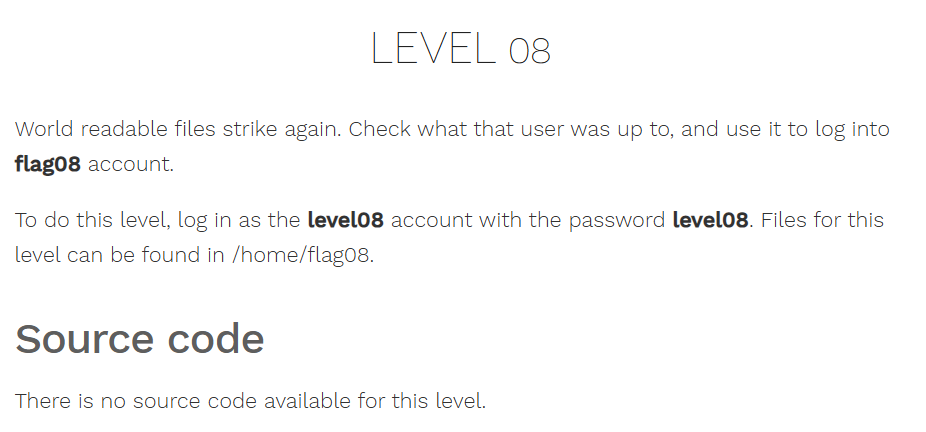 LEVEL 08
World readable files strike again. Check what that user was up to, and use it to log into
flag08 account.
To do this level, log in as the level08 account with the password level08. Files for this
level can be found in /home/flag08.
Source code
There is no source code available for this level.